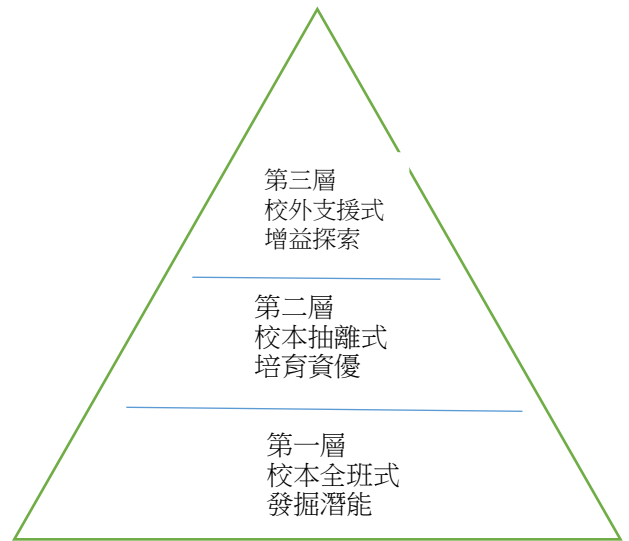 第三層
校外支援式
增益探索
第二層
校本抽離式
培育資優
第一層
校本全班式
發掘潛能